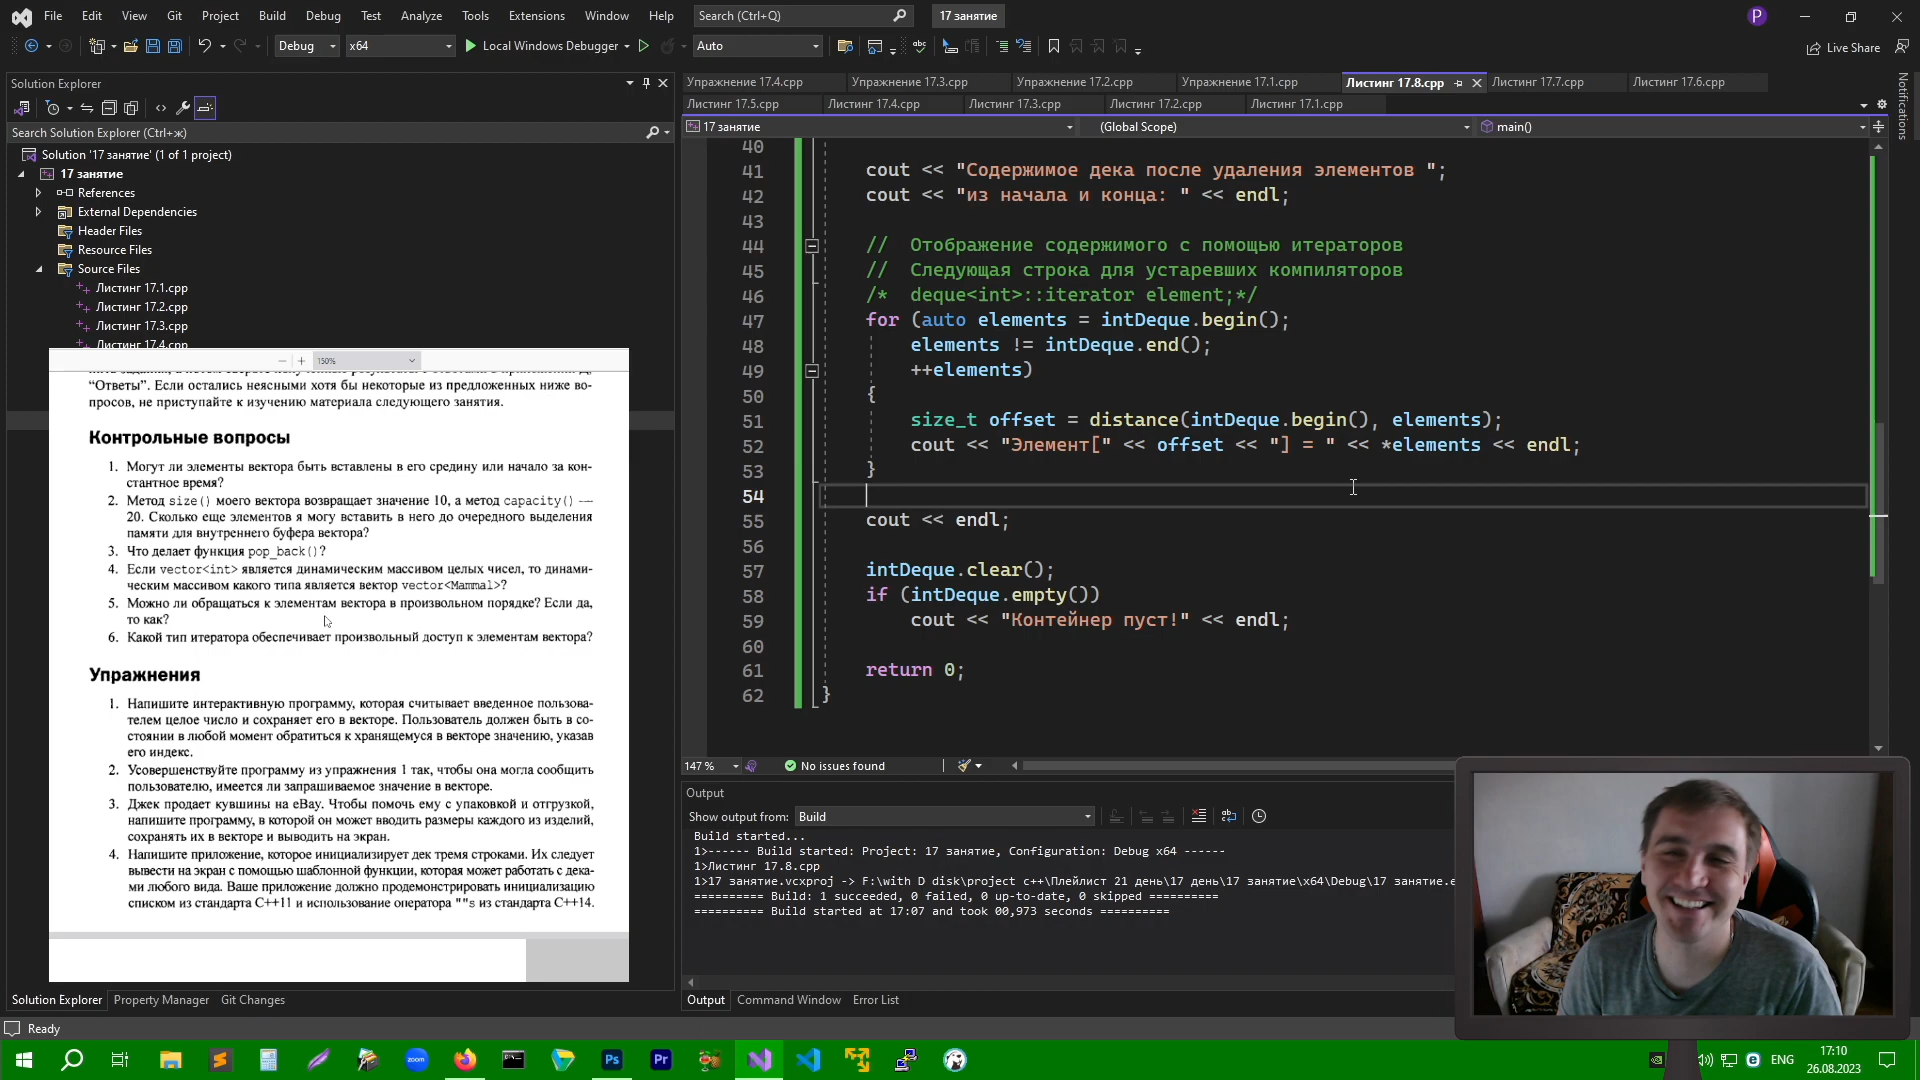 File Edit View Git Project Build Debug Test Analyze Tools Extensions Window Help Search (Ctrl+Q) 17 занятие P
Debug x64 Local Windows Debugger Auto Live Share
Solution Explorer
Search Solution Explorer (Ctrl+ж)
Solution '17 занятие' (1 of 1 project)
17 занятие
References
External Dependencies
Header Files
Resource Files
Source Files
Листинг 17.1.cpp
Листинг 17.2.cpp
Листинг 17.3.cpp
Листинг 17.4.cpp
150%
“Ответы”. Если остались неясными хотя бы некоторые из предложенных ниже во-
просов, не приступайте к изучению материала следующего занятия.
Контрольные вопросы
1. Могут ли элементы вектора быть вставлены в его средину или начало за кон-
стантное время?
2. Метод size() моего вектора возвращает значение 10, а метод capacity() —
20. Сколько еще элементов я могу вставить в него до очередного выделения
памяти для внутреннего буфера вектора?
3. Что делает функция pop_back()?
4. Если vector<int> является динамическим массивом целых чисел, то динами-
ческим массивом какого типа является вектор vector<Mammal>?
5. Можно ли обращаться к элементам вектора в произвольном порядке? Если да,
то как?
6. Какой тип итератора обеспечивает произвольный доступ к элементам вектора?
Упражнения
1. Напишите интерактивную программу, которая считывает введенное пользова-
телем целое число и сохраняет его в векторе. Пользователь должен быть в со-
стоянии в любой момент обратиться к хранящемуся в векторе значению, указав
его индекс.
2. Усовершенствуйте программу из упражнения 1 так, чтобы она могла сообщить
пользователю, имеется ли запрашиваемое значение в векторе.
3. Джек продает кувшины на eBay. Чтобы помочь ему с упаковкой и отгрузкой,
напишите программу, в которой он может вводить размеры каждого из изделий,
сохранять их в векторе и выводить на экран.
4. Напишите приложение, которое инициализирует дек тремя строками. Их следует
вывести на экран с помощью шаблонной функции, которая может работать с дека-
ми любого вида. Ваше приложение должно продемонстрировать инициализацию
списком из стандарта C++11 и использование оператора ""s из стандарта C++14.
Solution Explorer Property Manager Git Changes
Упражнение 17.4.cpp Упражнение 17.3.cpp Упражнение 17.2.cpp Упражнение 17.1.cpp Листинг 17.8.cpp Листинг 17.7.cpp Листинг 17.6.cpp
Листинг 17.5.cpp Листинг 17.4.cpp Листинг 17.3.cpp Листинг 17.2.cpp Листинг 17.1.cpp
17 занятие (Global Scope) main()
Notifications
40
41 cout << "Содержимое дека после удаления элементов ";
42 cout << "из начала и конца: " << endl;
43
44 // Отображение содержимого с помощью итераторов
45 // Следующая строка для устаревших компиляторов
46 /* deque<int>::iterator element;*/
47 for (auto elements = intDeque.begin();
48 elements != intDeque.end();
49 ++elements)
50 {
51 size_t offset = distance(intDeque.begin(), elements);
52 cout << "Элемент[" << offset << "] = " << *elements << endl;
53 }
54
55 cout << endl;
56
57 intDeque.clear();
58 if (intDeque.empty())
59 cout << "Контейнер пуст!" << endl;
60
61 return 0;
62 }
147 % No issues found
Output
Show output from: Build
Build started...
1>------ Build started: Project: 17 занятие, Configuration: Debug x64 ------
1>Листинг 17.8.cpp
1>17 занятие.vcxproj -> F:\with D disk\project c++\Плейлист 21 день\17 день\17 занятие\x64\Debug\17 занятие.e
========== Build: 1 succeeded, 0 failed, 0 up-to-date, 0 skipped ==========
========== Build started at 17:07 and took 00,973 seconds ==========
Output Command Window Error List
Ready
zoom Ps Pr ENG 17:10
26.08.2023